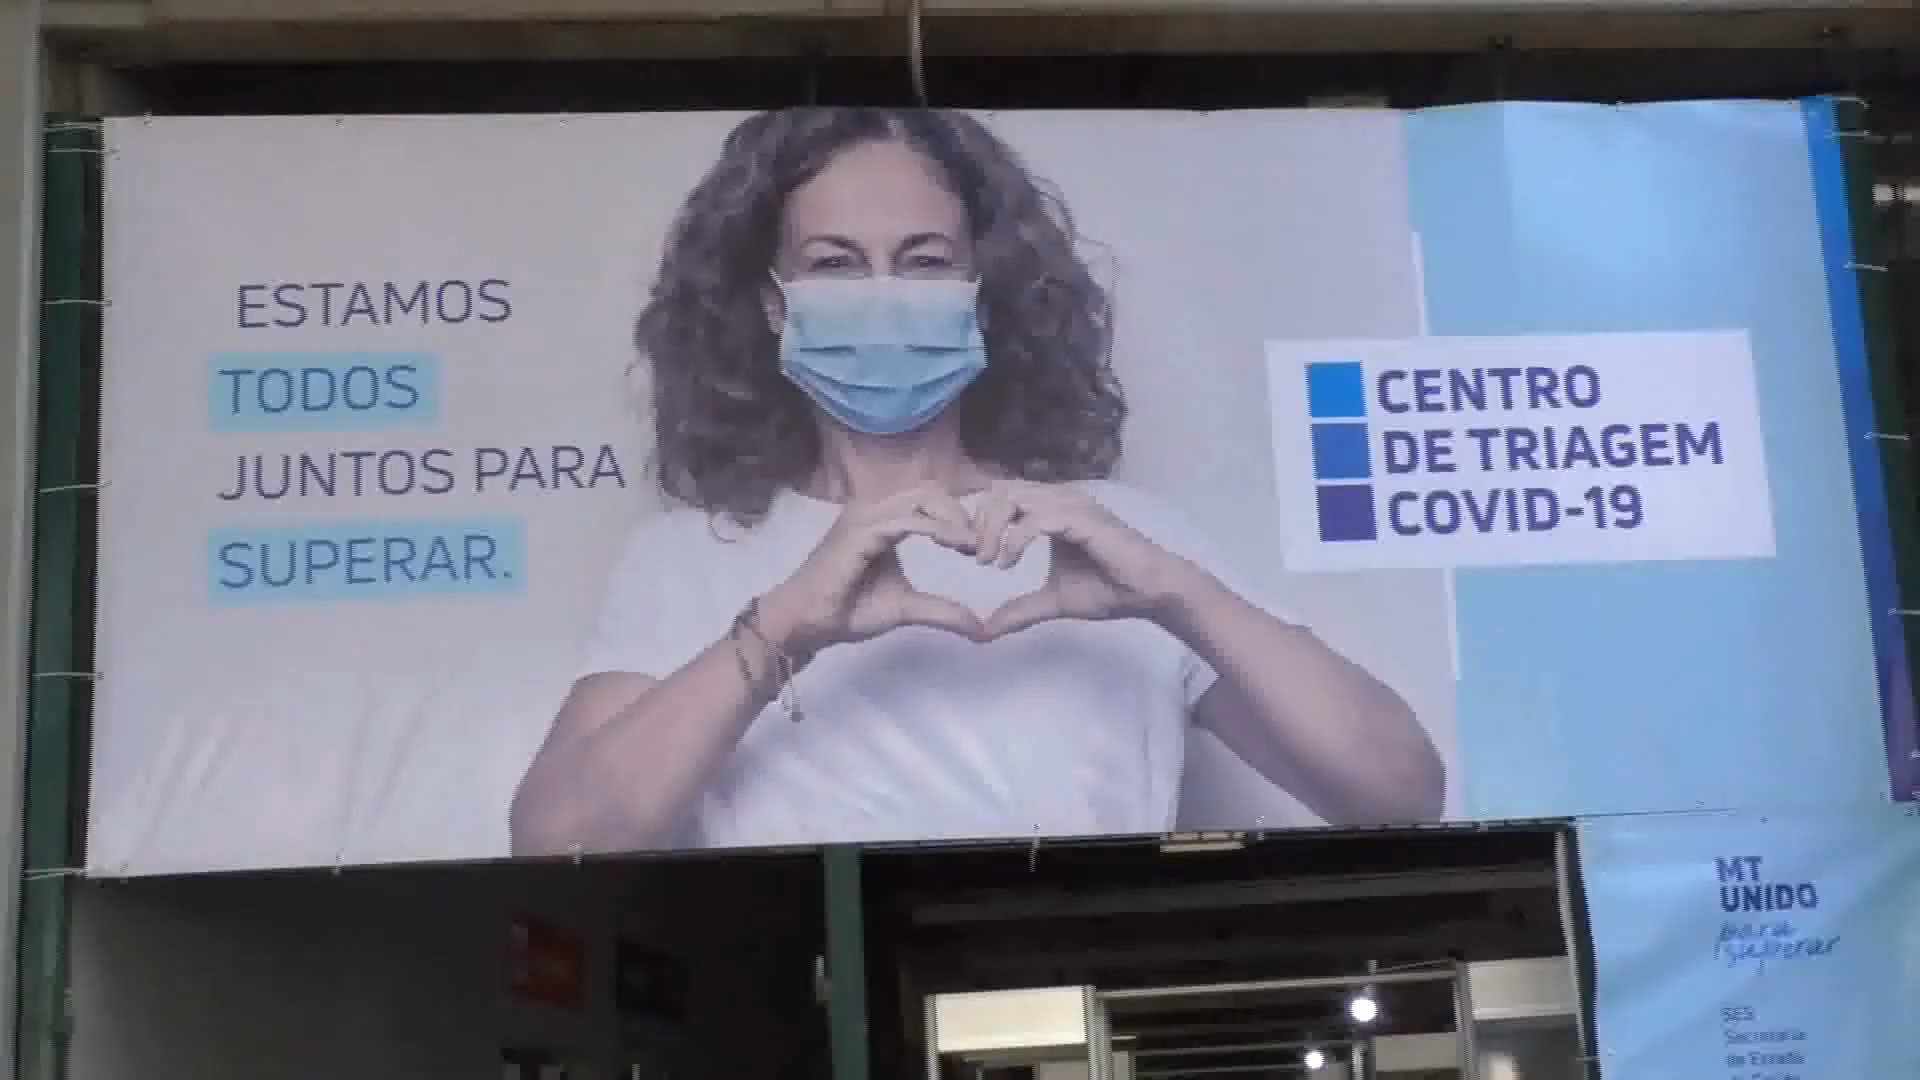 ESTAMOS
TODOS
JUNTOS PARA
SUPERAR.
CENTRO
DE TRIAGEM
COVID-19
MT
UNIDO
para
superar
SES
Secretaria
de Estado